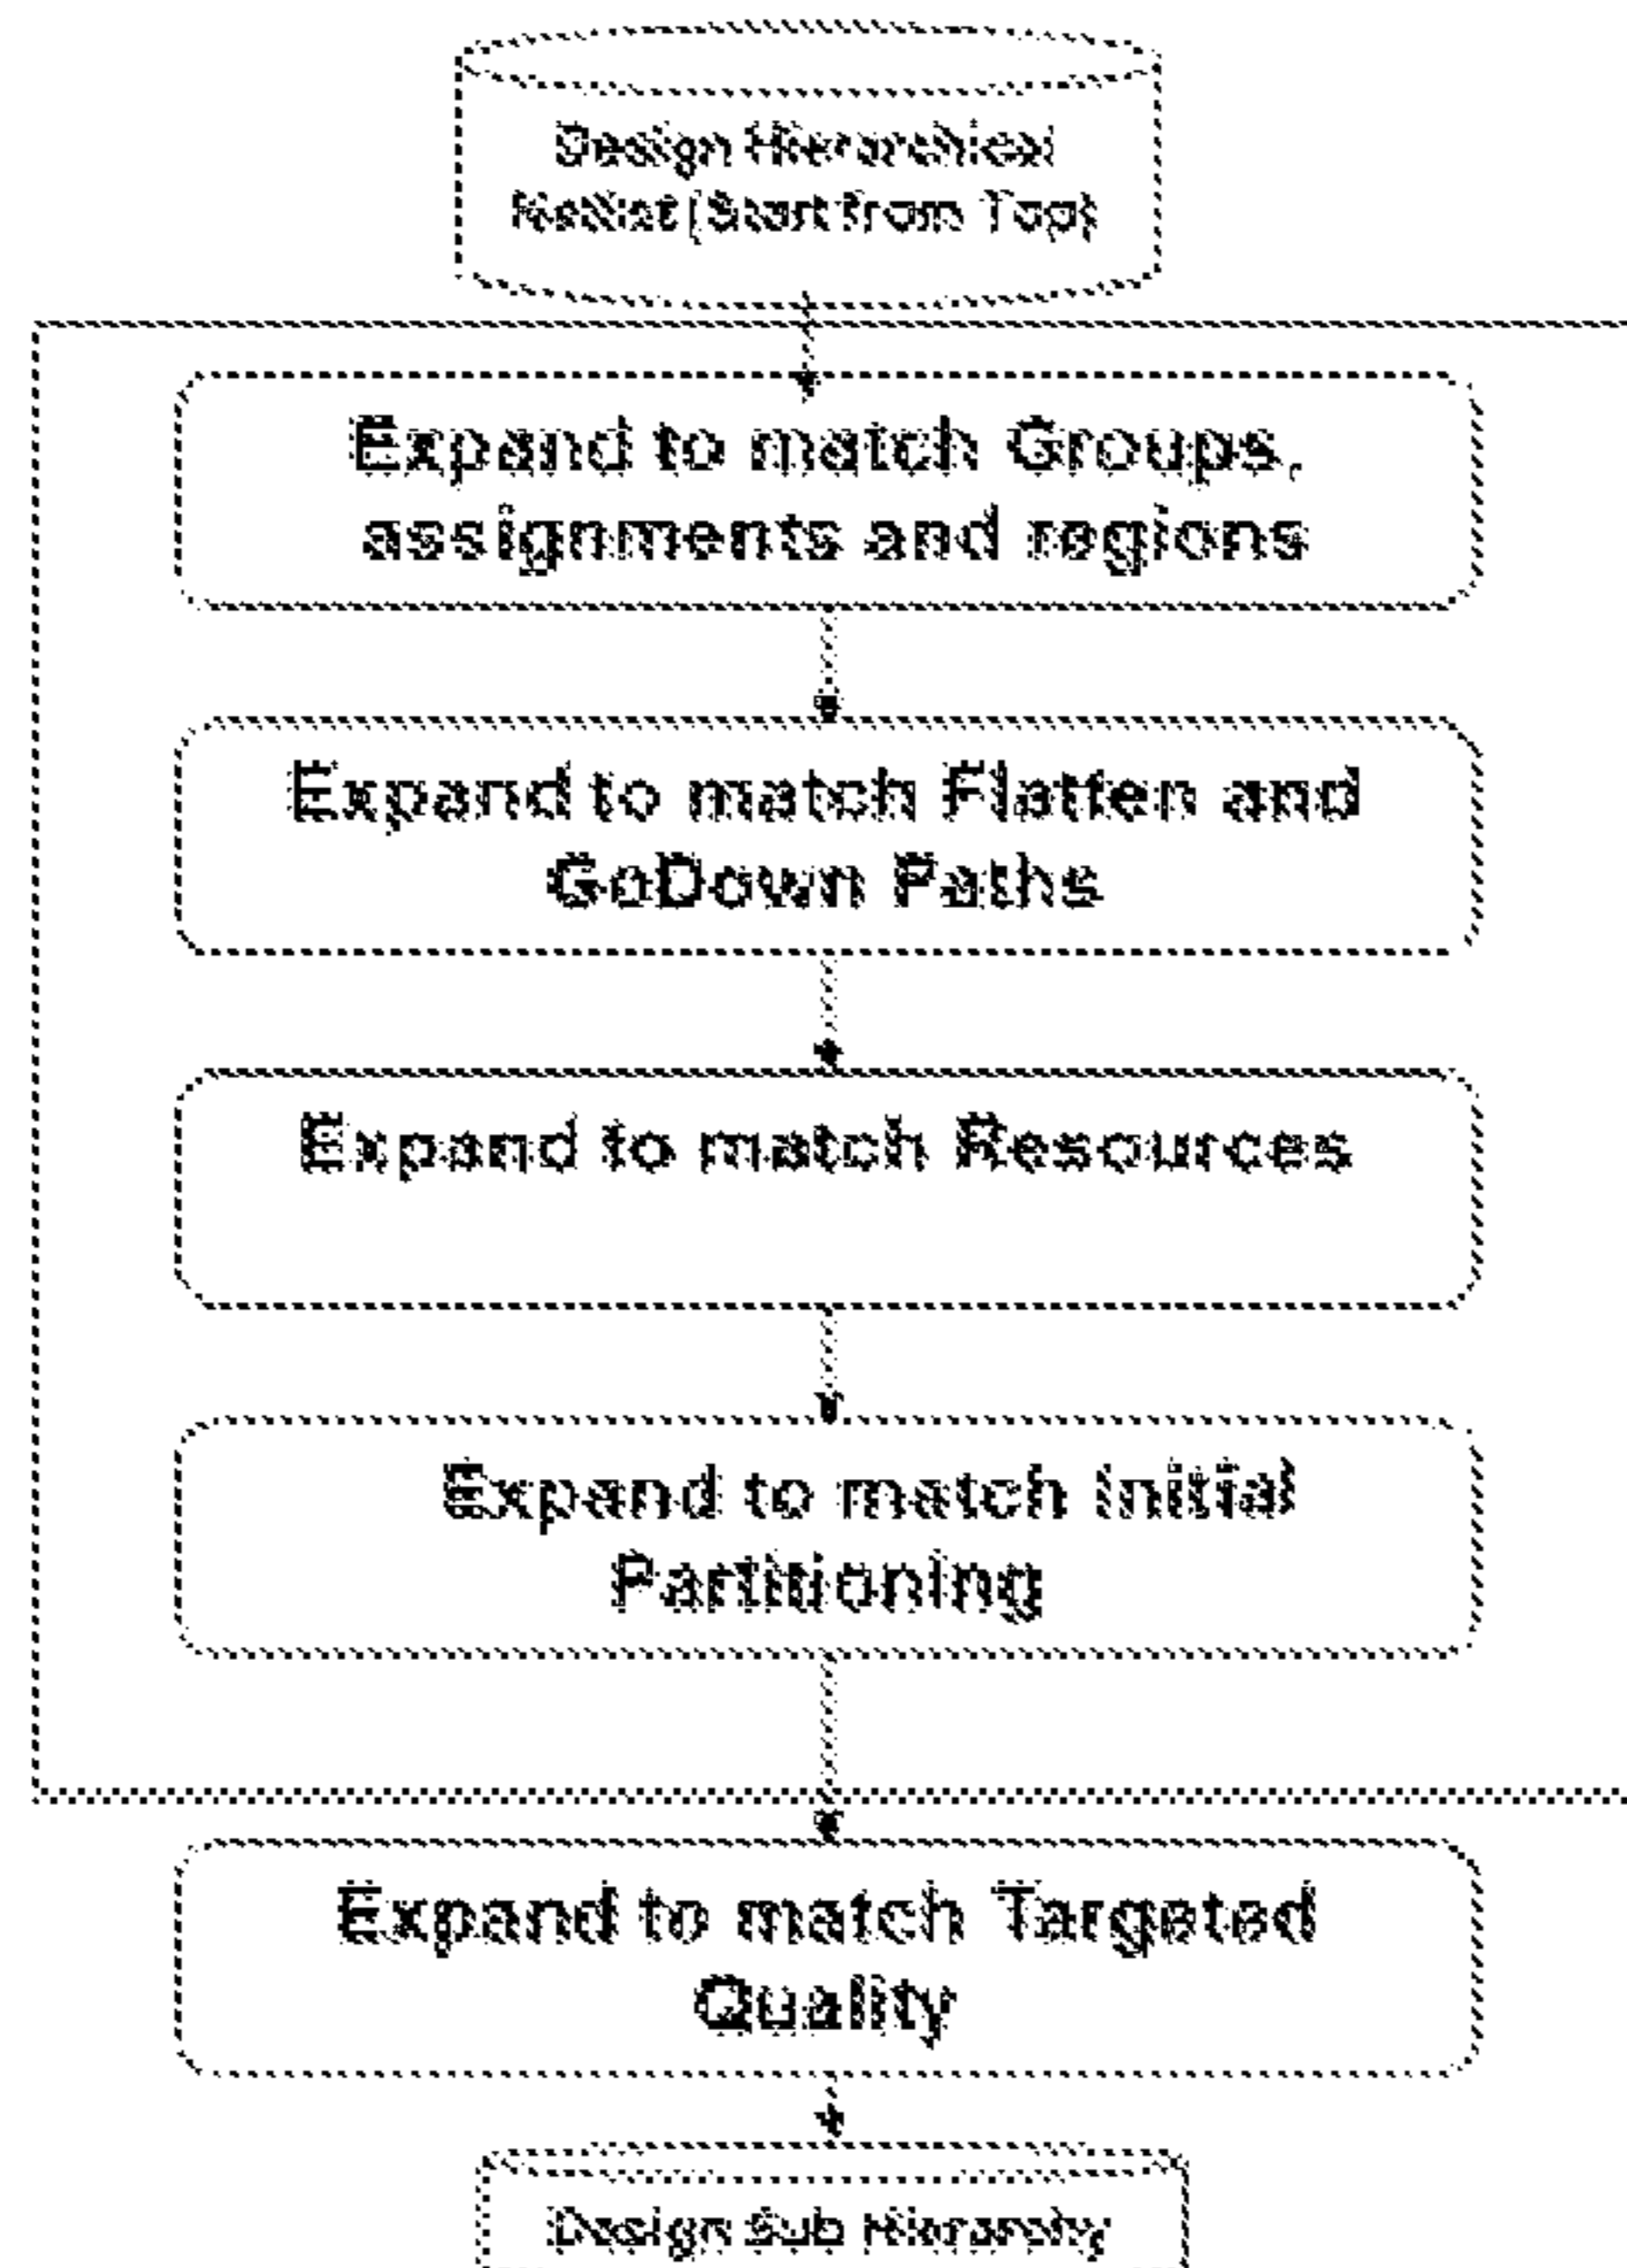 Design Hierarchical
Netlist (Start from Top)
Expand to match Groups,
assignments and regions
Expand to match Flatten and
GoDown Paths
Expand to match Resources
Expand to match Initial
Partitioning
Expand to match Targeted
Quality
Design Sub Hierarchy